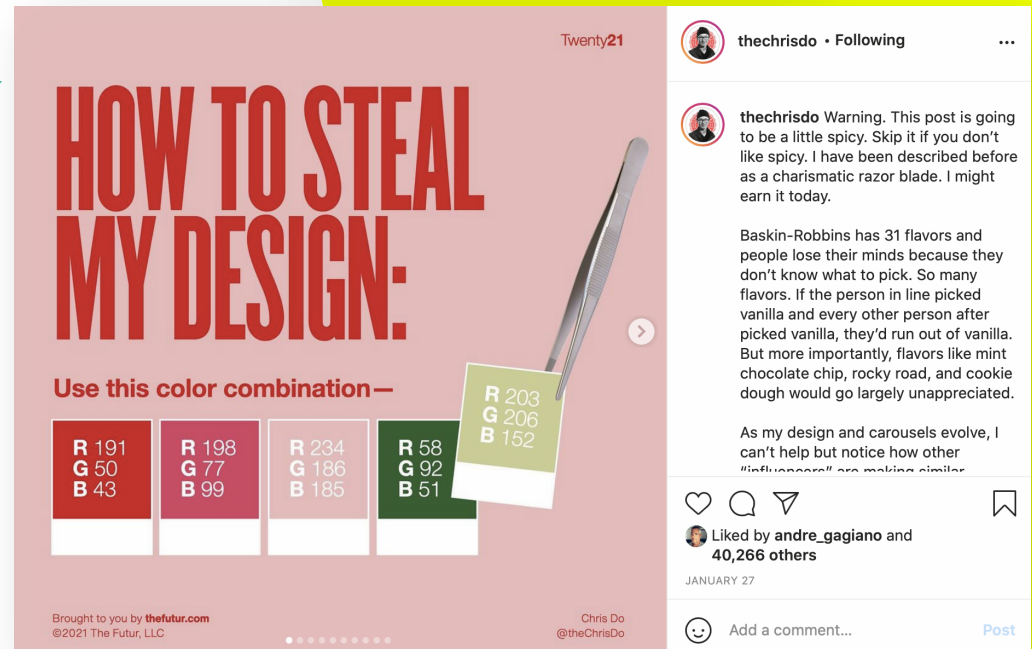 Twenty21
HOW TO STEAL
MY DESIGN:
Use this color combination—
R 191
G 50
B 43
R 198
G 77
B 99
R 234
G 186
B 185
R 58
G 92
B 51
R 203
G 206
B 152
Brought to you by thefutur.com
©2021 The Futur, LLC
Chris Do
@theChrisDo
thechrisdo • Following
thechrisdo Warning. This post is going
to be a little spicy. Skip it if you don’t
like spicy. I have been described before
as a charismatic razor blade. I might
earn it today.
Baskin-Robbins has 31 flavors and
people lose their minds because they
don’t know what to pick. So many
flavors. If the person in line picked
vanilla and every other person after
picked vanilla, they’d run out of vanilla.
But more importantly, flavors like mint
chocolate chip, rocky road, and cookie
dough would go largely unappreciated.
As my design and carousels evolve, I
can’t help but notice how other
“influencers” are making similar
Liked by andre_gagiano and
40,266 others
JANUARY 27
Add a comment...
Post